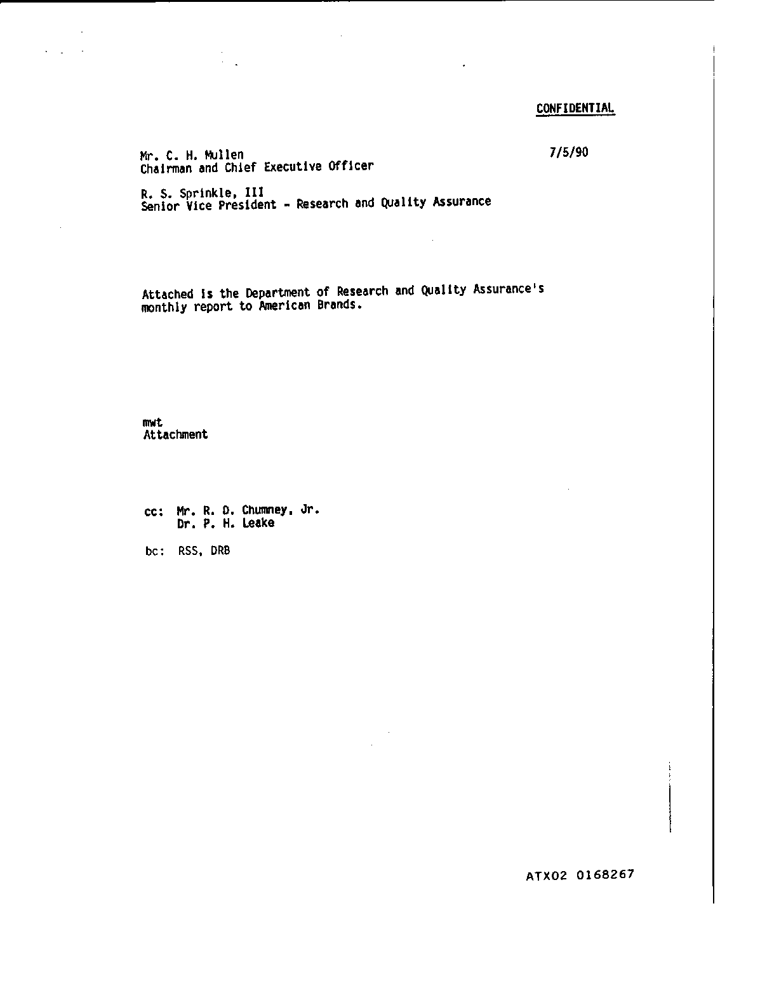 CONFIDENTIAL
Mr. C. H. Mullen
7/5/90
Chairman and Chief Executive Officer
R. S. Sprinkle, III
Senior Vice President - Research and Quality Assurance
Attached is the Department of Research and Quality Assurance's
monthly report to American Brands.
mwt
Attachment
cc: Mr. R. D. Chumney, Jr.
Dr. P. H. Leake
bc: RSS, DRB
ATX02 0168267